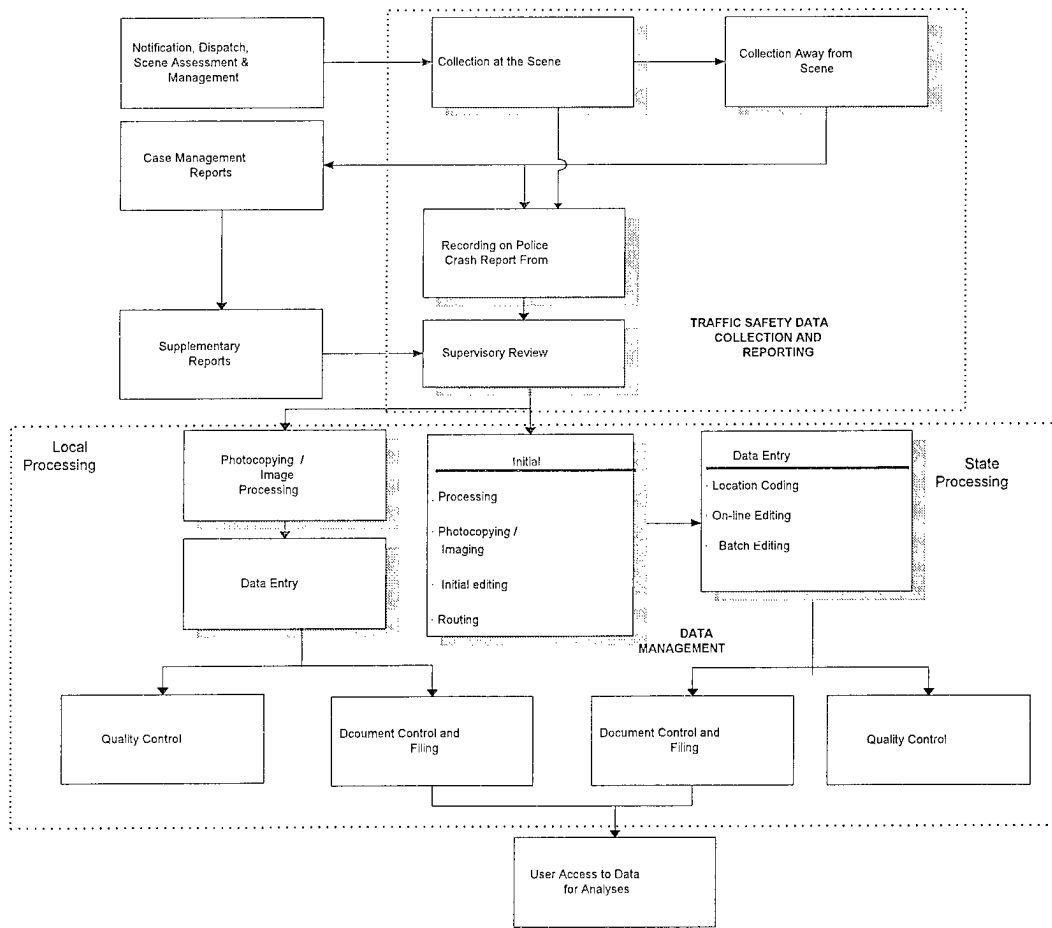 Notification, Dispatch,
Scene Assessment &
Management
Collection at the Scene
Collection Away from
Scene
Case Management
Reports
Recording on Police
Crash Report From
TRAFFIC SAFETY DATA
COLLECTION AND
REPORTING
Supplementary
Reports
Supervisory Review
Local
Processing
Photocopying /
Image
Processing
Initial
· Processing
· Photocopying /
Imaging
· Initial editing
· Routing
Data Entry
· Location Coding
· On-line Editing
· Batch Editing
State
Processing
Data Entry
DATA
MANAGEMENT
Quality Control
Dcoument Control and
Filing
Document Control and
Filing
Quality Control
User Access to Data
for Analyses